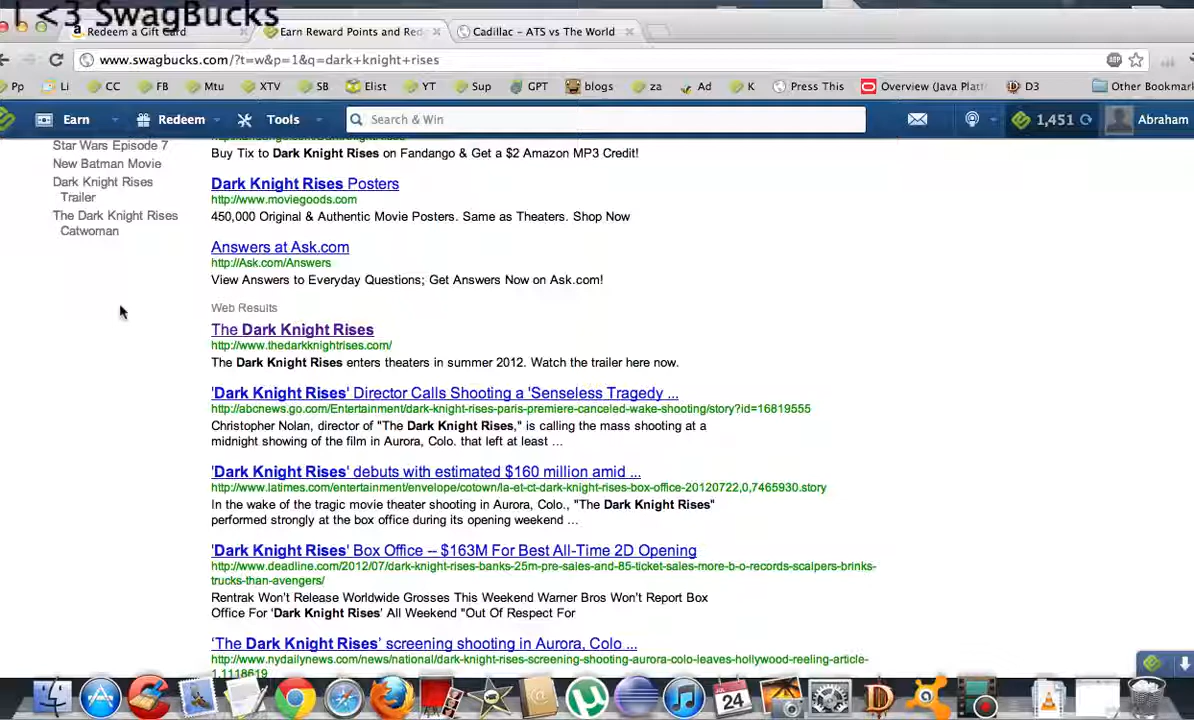 I <3 SwagBucks
Redeem a Gift Card
Earn Reward Points and Red
Cadillac - ATS vs The World
www.swagbucks.com/?t=w&p=1&q=dark+knight+rises
ABP
Pp Li CC FB Mtu XTV SB Elist YT Sup GPT blogs za Ad K Press This Overview (Java Platf D3 Other Bookmar
Earn Redeem Tools Search & Win 1,451 Abraham
Star Wars Episode 7
New Batman Movie
Dark Knight Rises
Trailer
The Dark Knight Rises
Catwoman
Buy Tix to Dark Knight Rises on Fandango & Get a $2 Amazon MP3 Credit!
Dark Knight Rises Posters
http://www.moviegoods.com
450,000 Original & Authentic Movie Posters. Same as Theaters. Shop Now
Answers at Ask.com
http://Ask.com/Answers
View Answers to Everyday Questions; Get Answers Now on Ask.com!
Web Results
The Dark Knight Rises
http://www.thedarkknightrises.com/
The Dark Knight Rises enters theaters in summer 2012. Watch the trailer here now.
'Dark Knight Rises' Director Calls Shooting a 'Senseless Tragedy ...
http://abcnews.go.com/Entertainment/dark-knight-rises-paris-premiere-canceled-wake-shooting/story?id=16819555
Christopher Nolan, director of "The Dark Knight Rises," is calling the mass shooting at a
midnight showing of the film in Aurora, Colo. that left at least ...
'Dark Knight Rises' debuts with estimated $160 million amid ...
http://www.latimes.com/entertainment/envelope/cotown/la-et-ct-dark-knight-rises-box-office-20120722,0,7465930.story
In the wake of the tragic movie theater shooting in Aurora, Colo., "The Dark Knight Rises"
performed strongly at the box office during its opening weekend ...
'Dark Knight Rises' Box Office -- $163M For Best All-Time 2D Opening
http://www.deadline.com/2012/07/dark-knight-rises-banks-25m-pre-sales-and-85-ticket-sales-more-b-o-records-scalpers-brinks-
trucks-than-avengers/
Rentrak Won't Release Worldwide Grosses This Weekend Warner Bros Won't Report Box
Office For 'Dark Knight Rises' All Weekend "Out Of Respect For
'The Dark Knight Rises' screening shooting in Aurora, Colo ...
http://www.nydailynews.com/news/national/dark-knight-rises-screening-shooting-aurora-colo-leaves-hollywood-reeling-article-
1.1118619
24